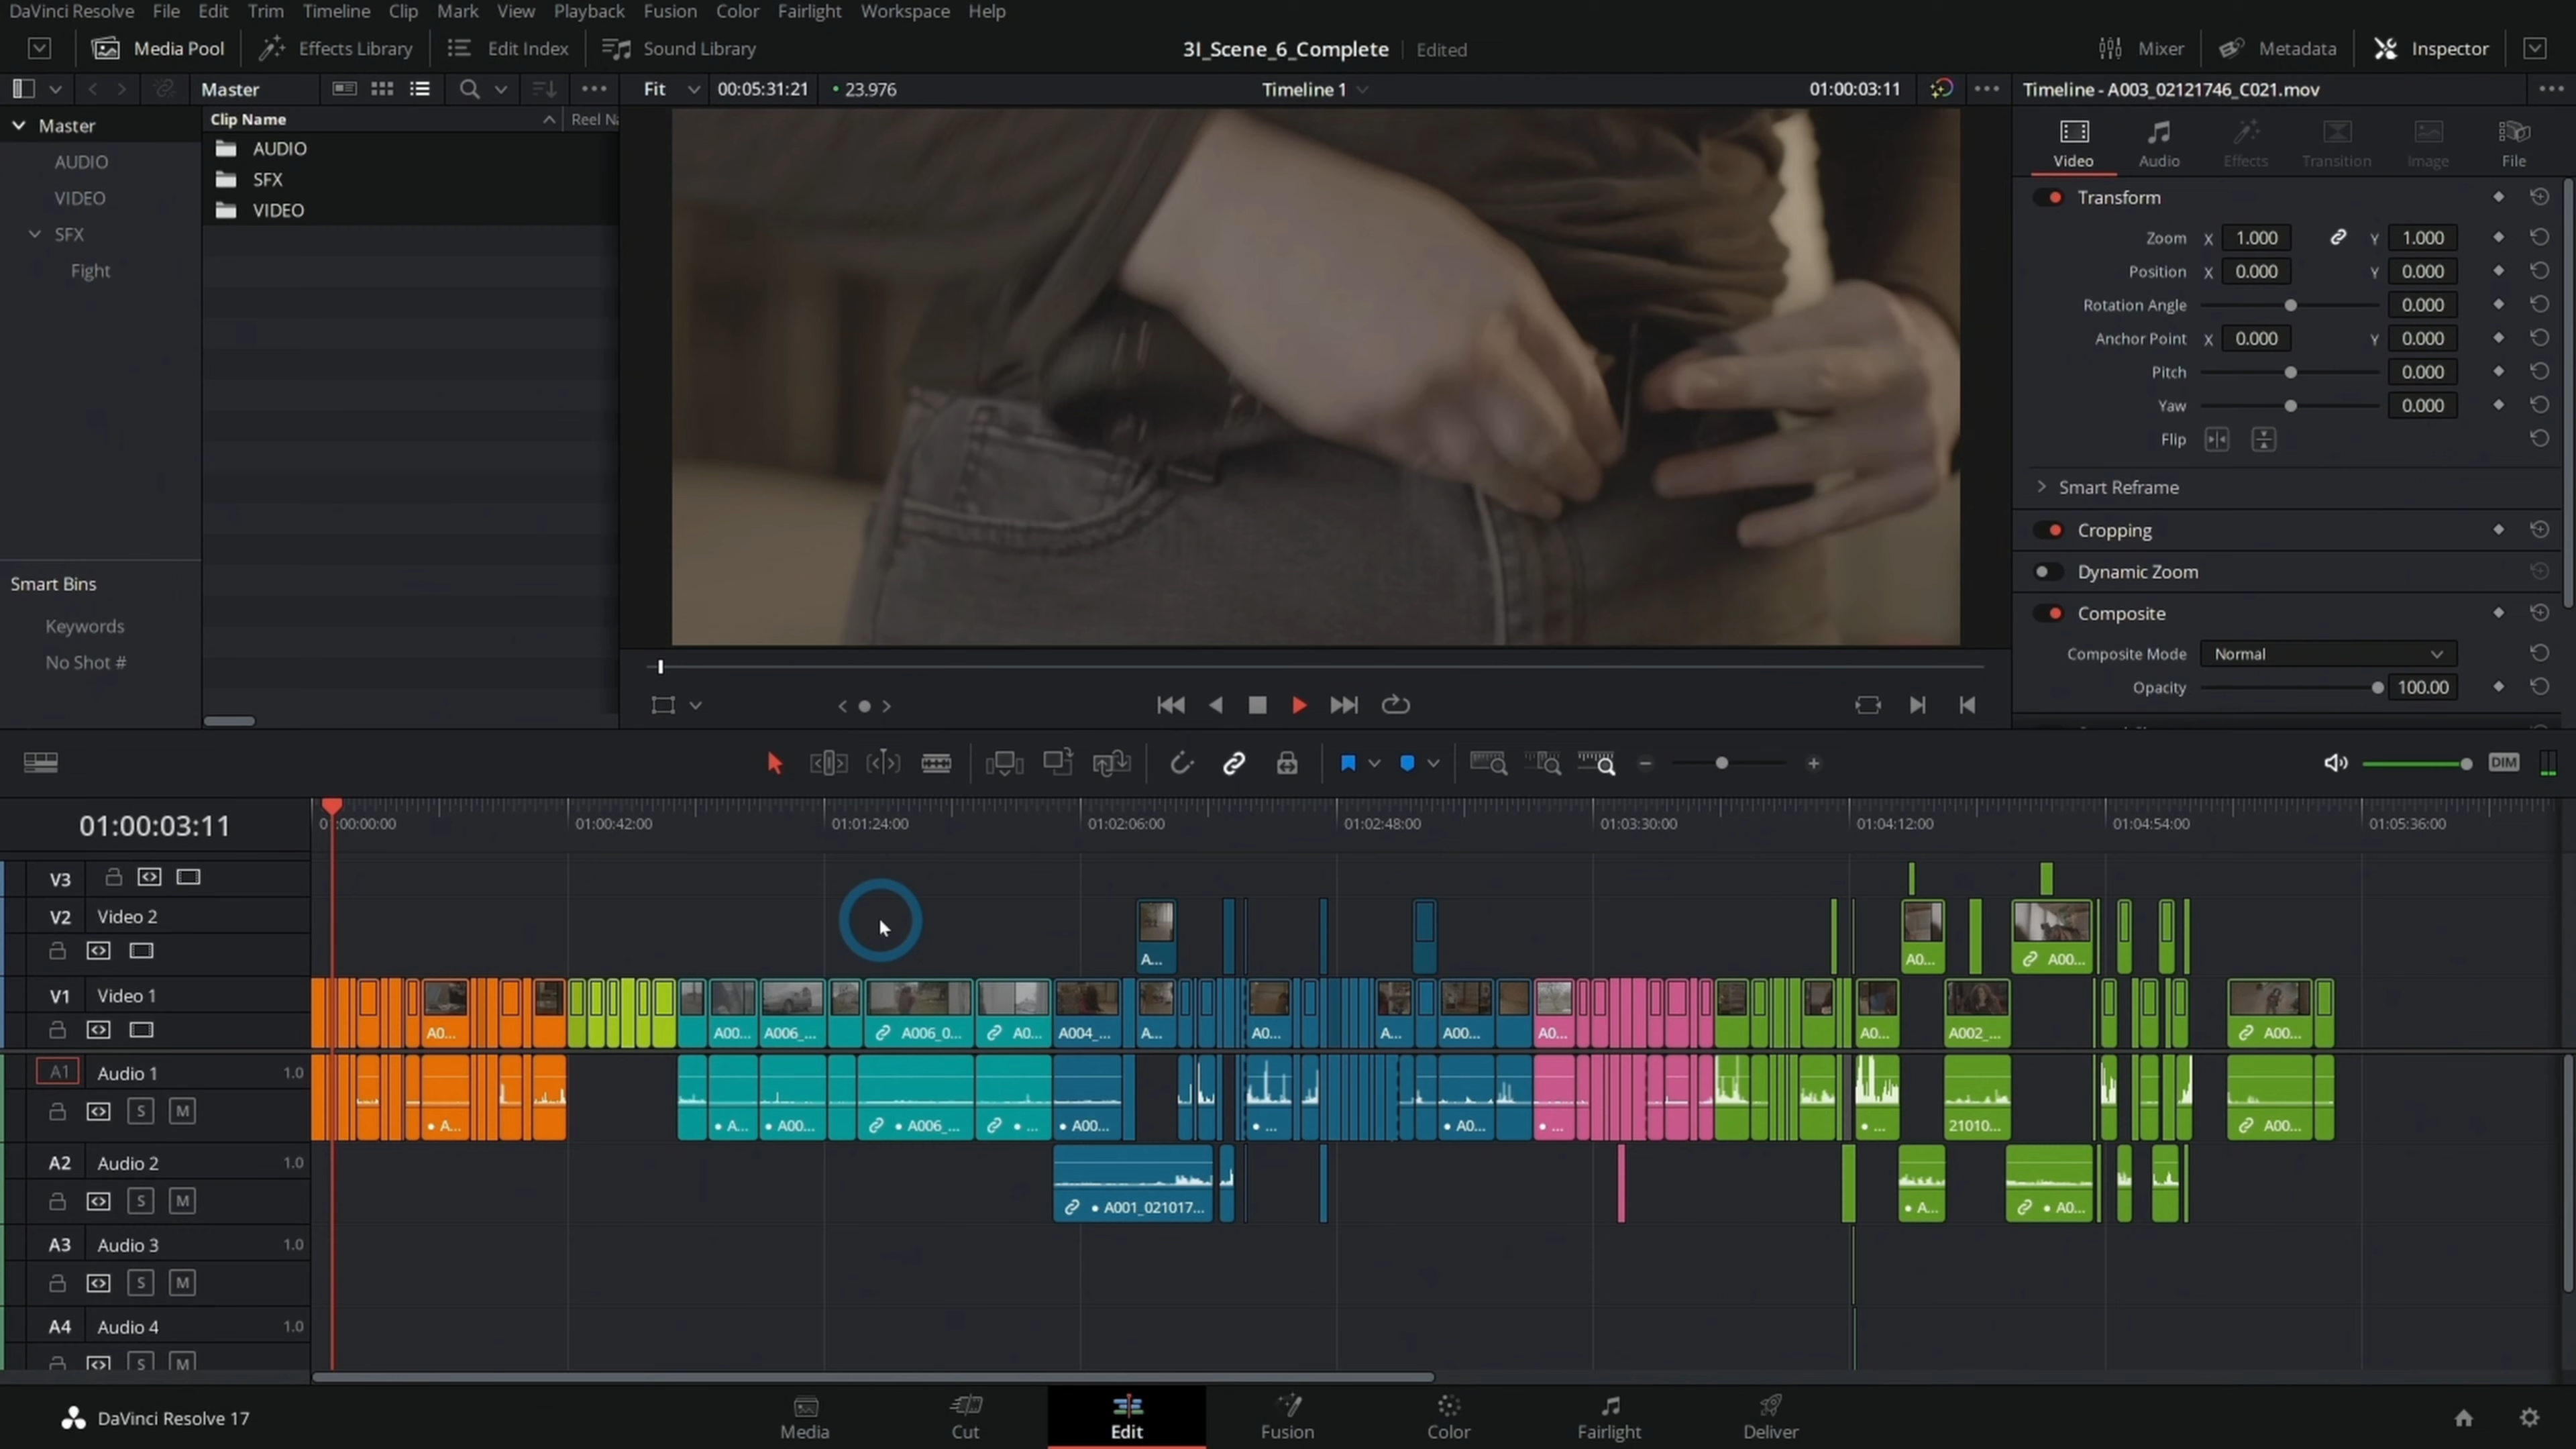 DaVinci Resolve File Edit Trim Timeline Clip Mark View Playback Fusion Color Fairlight Workspace Help
Media Pool Effects Library Edit Index Sound Library 3I_Scene_6_Complete Edited Mixer Metadata Inspector
Master Fit 00:05:31:21 23.976 Timeline 1 01:00:03:11 Timeline - A003_02121746_C021.mov
Master
AUDIO
VIDEO
SFX
Fight
Smart Bins
Keywords
No Shot #
Clip Name Reel Na
AUDIO
SFX
VIDEO
Video Audio Effects Transition Image File
Transform
Zoom X 1.000 Y 1.000
Position X 0.000 Y 0.000
Rotation Angle 0.000
Anchor Point X 0.000 Y 0.000
Pitch 0.000
Yaw 0.000
Flip
Smart Reframe
Cropping
Dynamic Zoom
Composite
Composite Mode Normal
Opacity 100.00
DIM
01:00:03:11 01:00:42:00 01:01:24:00 01:02:06:00 01:02:48:00 01:03:30:00 01:04:12:00 01:04:54:00 01:05:36:00
V3
V2 Video 2
A... A0... A00...
V1 Video 1
A0... A00... A006_... A006_0... A0... A004_... A... A0... A... A00... A0... A0... A002_... A00...
A1 Audio 1 1.0
S M
A... A... A00... A006_... ... A00... ... A0... ... ... 21010... A00...
A2 Audio 2 1.0
S M A001_021017... A... A0...
A3 Audio 3 1.0
S M
A4 Audio 4 1.0
S M
DaVinci Resolve 17 Media Cut Edit Fusion Color Fairlight Deliver